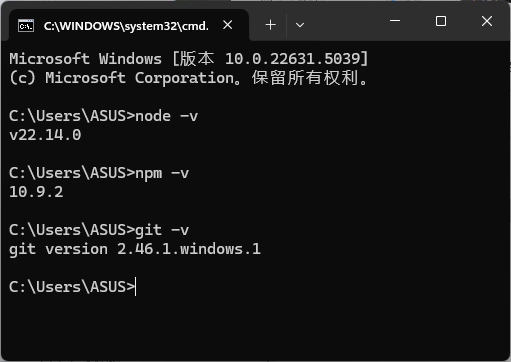 C:\WINDOWS\system32\cmd.
Microsoft Windows [版本 10.0.22631.5039]
(c) Microsoft Corporation。保留所有权利。
C:\Users\ASUS>node -v
v22.14.0
C:\Users\ASUS>npm -v
10.9.2
C:\Users\ASUS>git -v
git version 2.46.1.windows.1
C:\Users\ASUS>